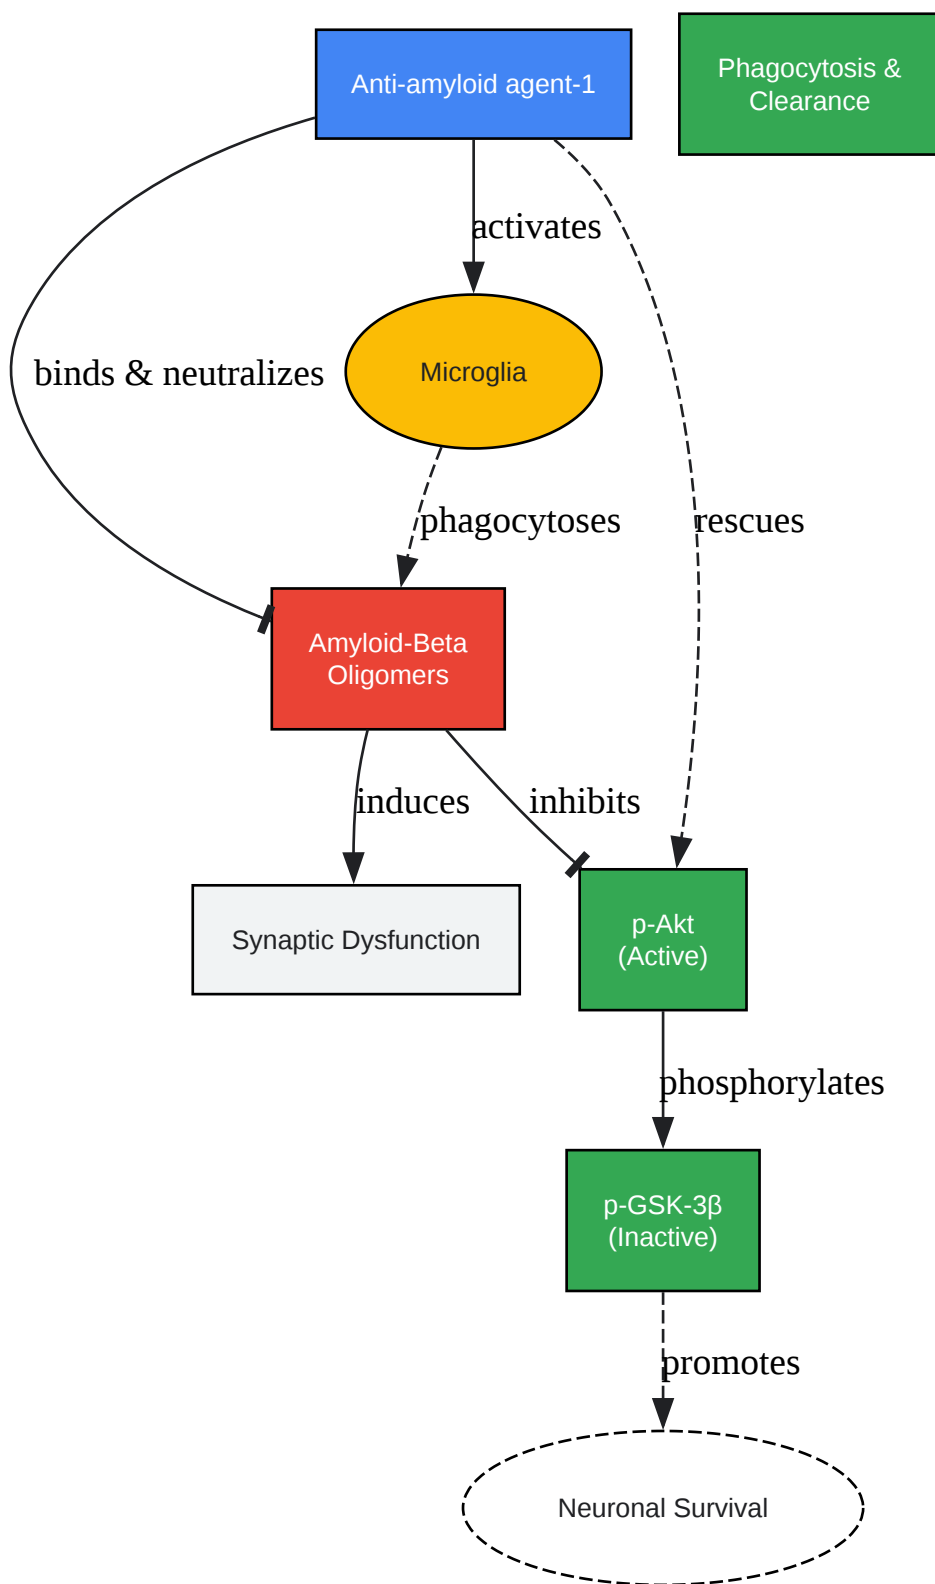 Anti-amyloid agent-1
Phagocytosis &
Clearance
activates
binds & neutralizes
Microglia
phagocytoses
rescues
Amyloid-Beta
Oligomers
induces
inhibits
Synaptic Dysfunction
p-Akt
(Active)
phosphorylates
p-GSK-3β
(Inactive)
promotes
Neuronal Survival